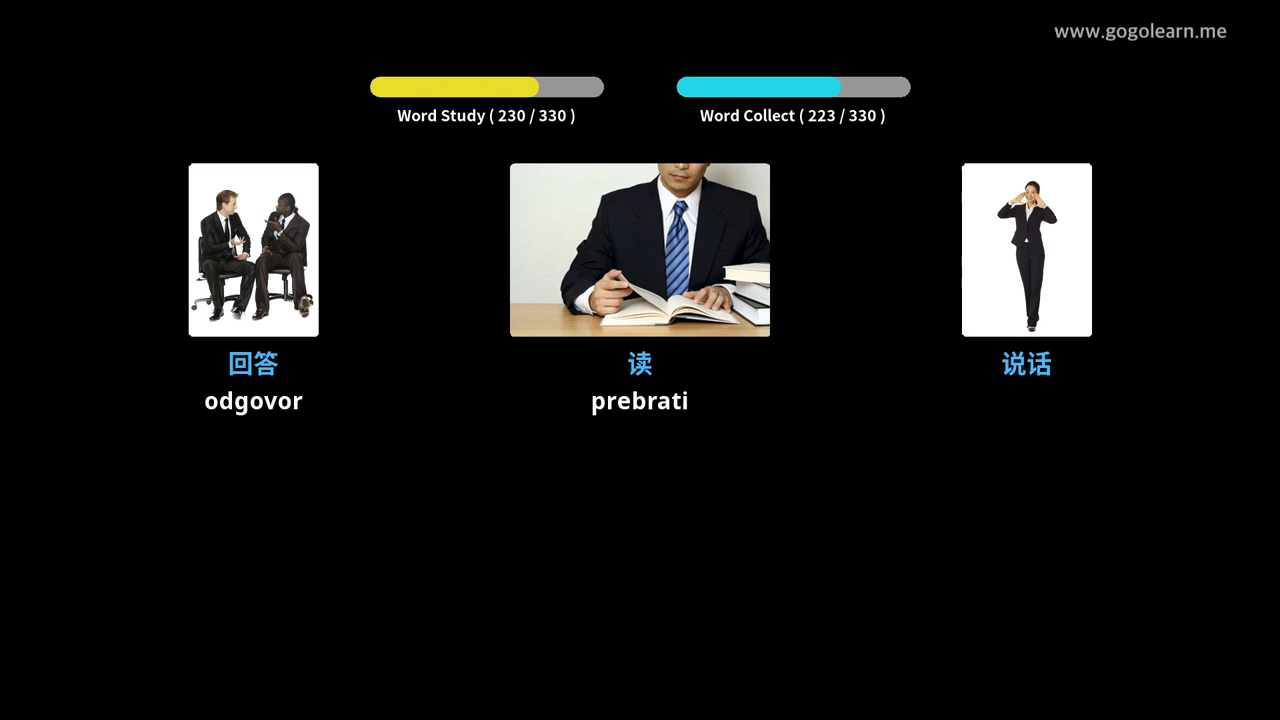 www.gogolearn.me
Word Study ( 230 / 330 )
Word Collect ( 223 / 330 )
回答
读
说话
odgovor
prebrati